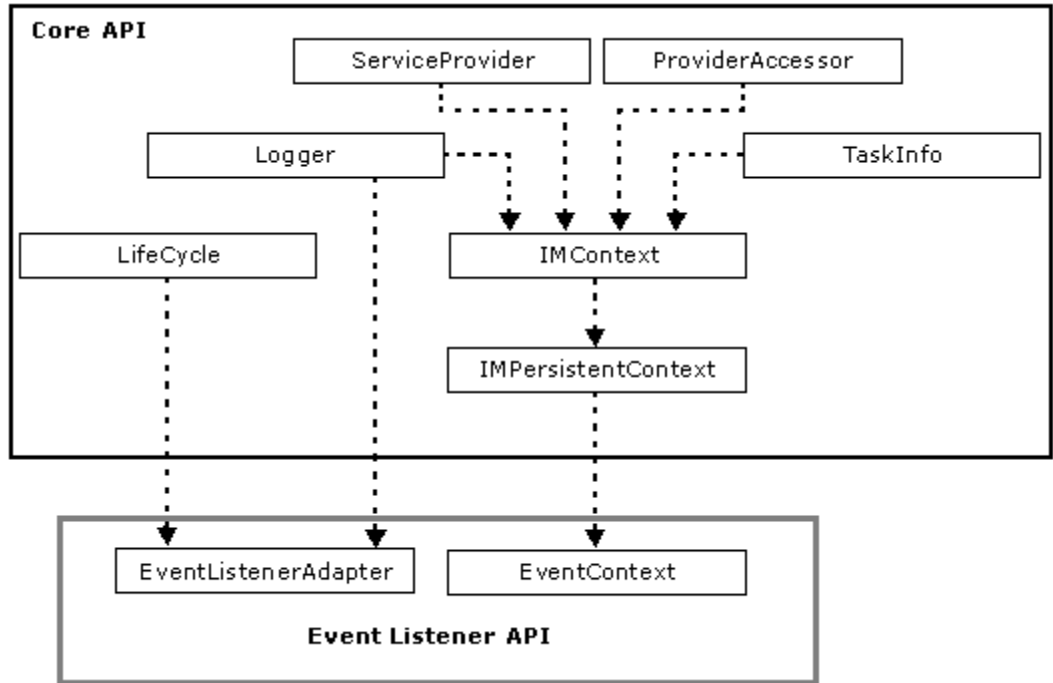 Core API
ServiceProvider
ProviderAccessor
Logger
TaskInfo
LifeCycle
IMContext
IMPersistentContext
EventListenerAdapter
EventContext
Event Listener API